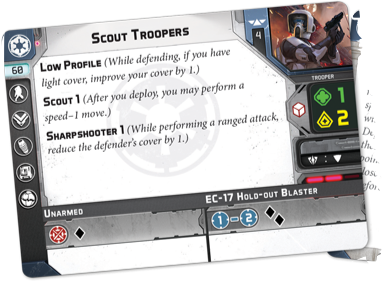 Scout Troopers
4
60
Low Profile (While defending, if you have
light cover, improve your cover by 1.)
Scout 1 (After you deploy, you may perform a
speed–1 move.)
Sharpshooter 1 (While performing a ranged attack,
reduce the defender's cover by 1.)
TROOPER
1
2
Unarmed
EC-17 Hold-out Blaster
1 – 2